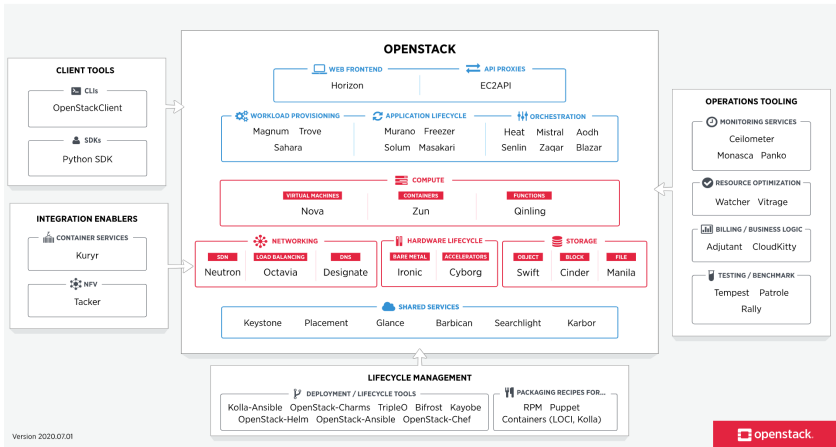 OPENSTACK
WEB FRONTEND
Horizon
API PROXIES
EC2API
WORKLOAD PROVISIONING
Magnum Trove
Sahara
APPLICATION LIFECYCLE
Murano Freezer
Solum Masakari
ORCHESTRATION
Heat Mistral Aodh
Senlin Zaqar Blazar
COMPUTE
VIRTUAL MACHINES
Nova
CONTAINERS
Zun
FUNCTIONS
Qinling
NETWORKING
SDN
Neutron
LOAD BALANCING
Octavia
DNS
Designate
HARDWARE LIFECYCLE
BARE METAL
Ironic
ACCELERATORS
Cyborg
STORAGE
OBJECT
Swift
BLOCK
Cinder
FILE
Manila
SHARED SERVICES
Keystone Placement Glance Barbican Searchlight Karbor
CLIENT TOOLS
CLIs
OpenStackClient
SDKs
Python SDK
INTEGRATION ENABLERS
CONTAINER SERVICES
Kuryr
NFV
Tacker
OPERATIONS TOOLING
MONITORING SERVICES
Ceilometer
Monasca Panko
RESOURCE OPTIMIZATION
Watcher Vitrage
BILLING / BUSINESS LOGIC
Adjutant CloudKitty
TESTING / BENCHMARK
Tempest Patrole
Rally
LIFECYCLE MANAGEMENT
DEPLOYMENT / LIFECYCLE TOOLS
Kolla-Ansible OpenStack-Charms TripleO Bifrost Kayobe
OpenStack-Helm OpenStack-Ansible OpenStack-Chef
PACKAGING RECIPES FOR...
RPM Puppet
Containers (LOCI, Kolla)
Version 2020.07.01
openstack.